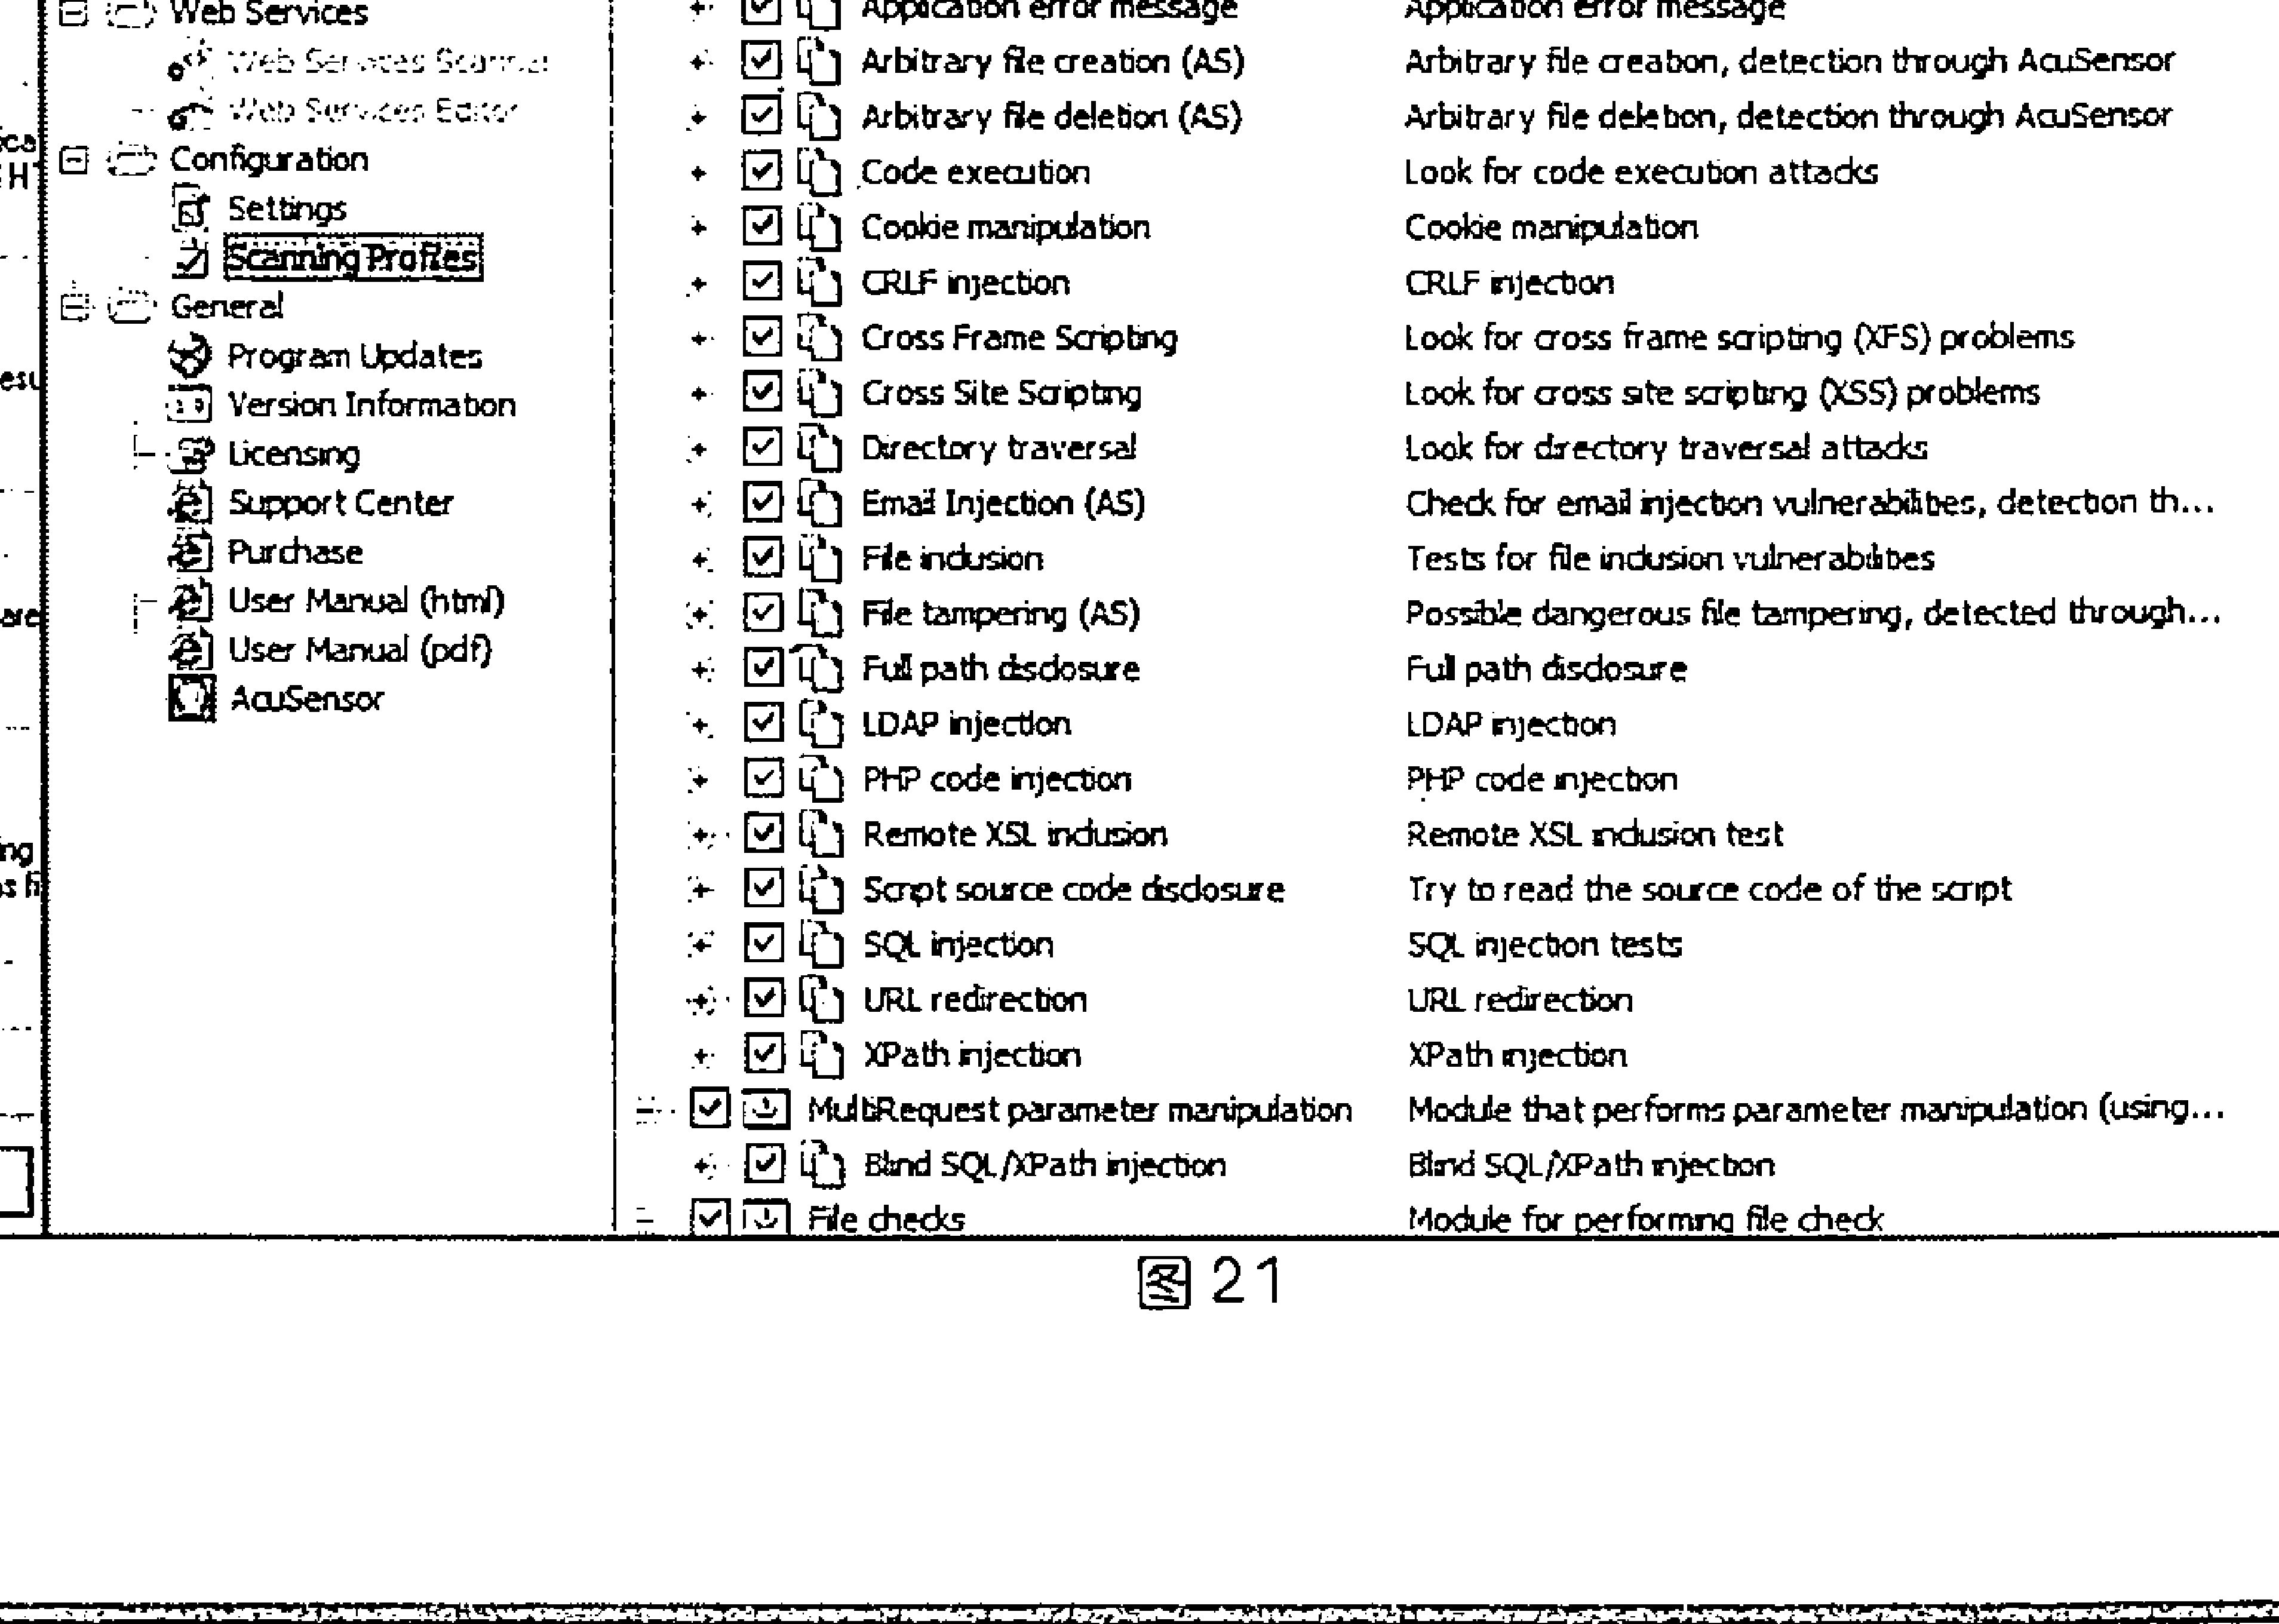 Web Services
Web Services Scanner
Web Services Editor
Configuration
Settings
Scanning Profiles
General
Program Updates
Version Information
Licensing
Support Center
Purchase
User Manual (html)
User Manual (pdf)
AcuSensor
Application error message Application error message
Arbitrary file creation (AS) Arbitrary file creation, detection through AcuSensor
Arbitrary file deletion (AS) Arbitrary file deletion, detection through AcuSensor
Code execution Look for code execution attacks
Cookie manipulation Cookie manipulation
CRLF injection CRLF injection
Cross Frame Scripting Look for cross frame scripting (XFS) problems
Cross Site Scripting Look for cross site scripting (XSS) problems
Directory traversal Look for directory traversal attacks
Email Injection (AS) Check for email injection vulnerabilities, detection th...
File inclusion Tests for file inclusion vulnerabilities
File tampering (AS) Possible dangerous file tampering, detected through...
Full path disclosure Full path disclosure
LDAP injection LDAP injection
PHP code injection PHP code injection
Remote XSL inclusion Remote XSL inclusion test
Script source code disclosure Try to read the source code of the script
SQL injection SQL injection tests
URL redirection URL redirection
XPath injection XPath injection
MultiRequest parameter manipulation Module that performs parameter manipulation (using...
Blind SQL/XPath injection Blind SQL/XPath injection
File checks Module for performing file check
图 21